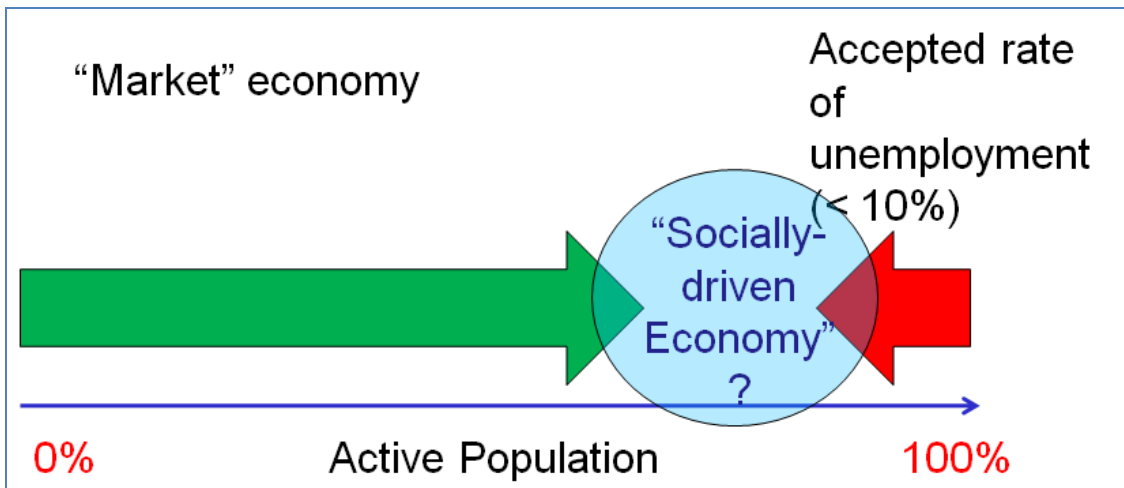 “Market” economy
Accepted rate
of
unemployment
(< 10%)
“Socially-
driven
Economy”
?
0%
Active Population
100%